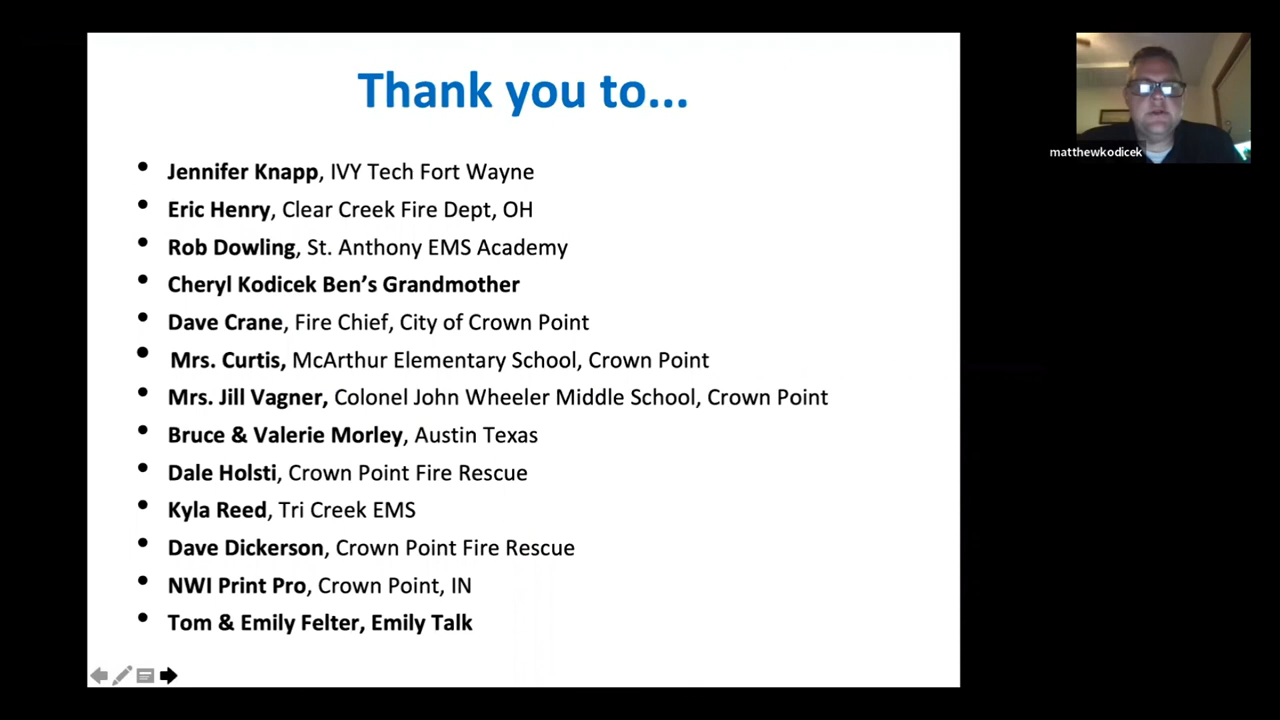 Thank you to...
matthewkodicek
• Jennifer Knapp, IVY Tech Fort Wayne
• Eric Henry, Clear Creek Fire Dept, OH
• Rob Dowling, St. Anthony EMS Academy
• Cheryl Kodicek Ben’s Grandmother
• Dave Crane, Fire Chief, City of Crown Point
• Mrs. Curtis, McArthur Elementary School, Crown Point
• Mrs. Jill Vagner, Colonel John Wheeler Middle School, Crown Point
• Bruce & Valerie Morley, Austin Texas
• Dale Holsti, Crown Point Fire Rescue
• Kyla Reed, Tri Creek EMS
• Dave Dickerson, Crown Point Fire Rescue
• NWI Print Pro, Crown Point, IN
• Tom & Emily Felter, Emily Talk